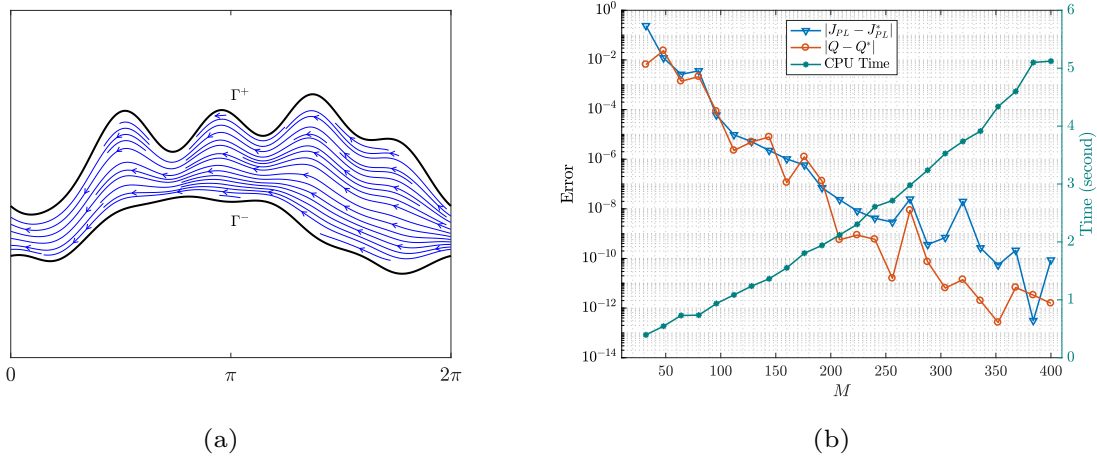 Γ⁺
Γ⁻
0
π
2π
(a)
10⁰
10⁻²
10⁻⁴
10⁻⁶
10⁻⁸
10⁻¹⁰
10⁻¹²
10⁻¹⁴
Error
|J_PL − J*_PL|
|Q − Q*|
CPU Time
6
5
4
3
2
1
0
Time (second)
50
100
150
200
250
300
350
400
M
(b)